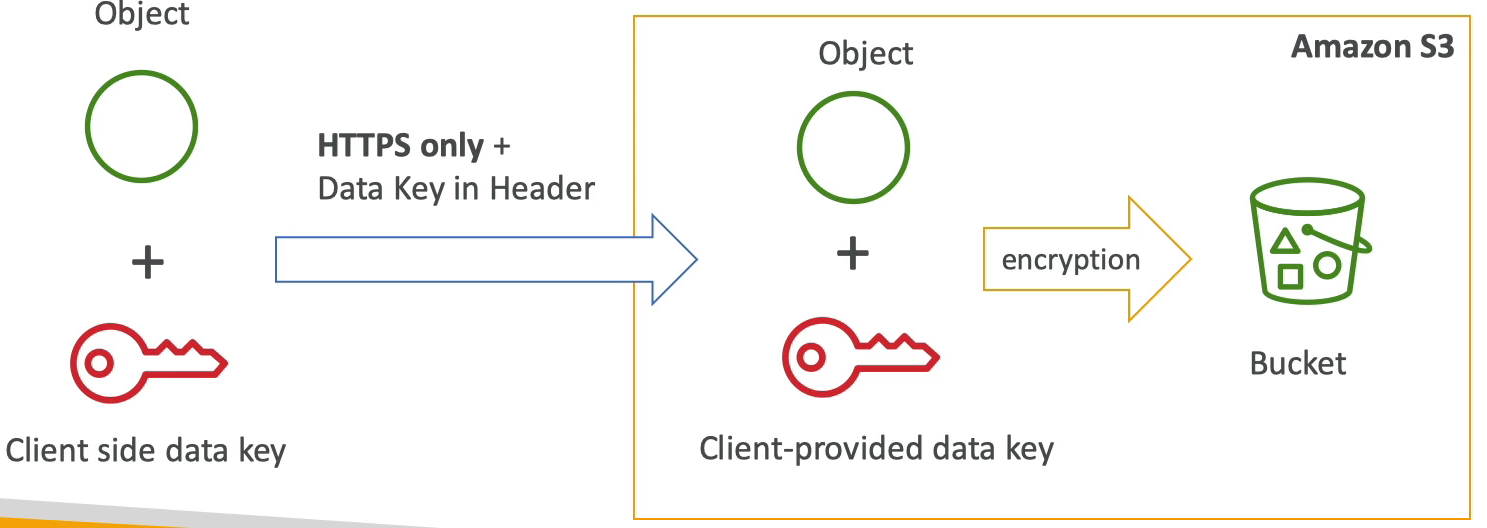 Object
HTTPS only +
Data Key in Header
Client side data key
Amazon S3
Object
Client-provided data key
encryption
Bucket